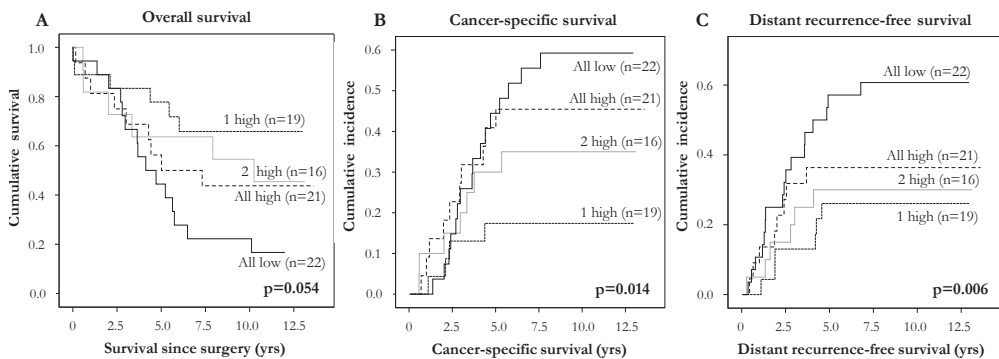 A
Overall survival
Cumulative survival
1.0
0.8
0.6
0.4
0.2
0.0
1 high (n=19)
2 high (n=16)
All high (n=21)
All low (n=22)
p=0.054
0 2.5 5.0 7.5 10.0 12.5
Survival since surgery (yrs)
B
Cancer-specific survival
Cumulative incidence
0.6
0.5
0.4
0.3
0.2
0.1
0.0
All low (n=22)
All high (n=21)
2 high (n=16)
1 high (n=19)
p=0.014
0 2.5 5.0 7.5 10.0 12.5
Cancer-specific survival (yrs)
C
Distant recurrence-free survival
Cumulative incidence
0.6
0.4
0.2
0.0
All low (n=22)
All high (n=21)
2 high (n=16)
1 high (n=19)
p=0.006
0 2.5 5.0 7.5 10.0 12.5
Distant recurrence-free survival (yrs)